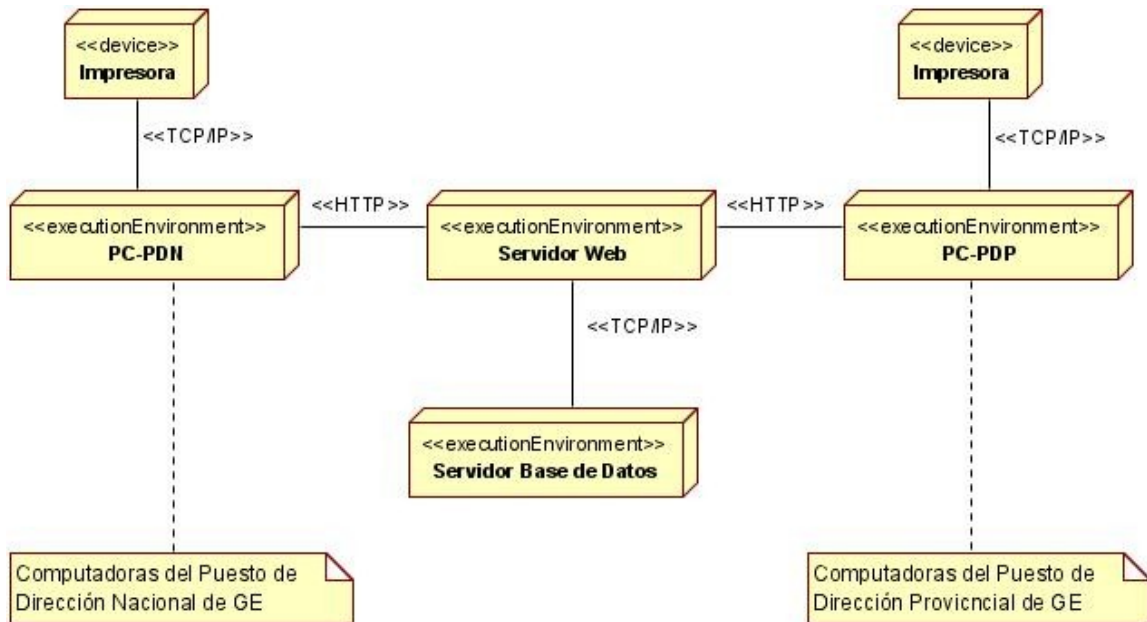 <<device>>
Impresora
<<device>>
Impresora
<<TCP/IP>>
<<TCP/IP>>
<<executionEnvironment>>
PC-PDN
<<HTTP>>
<<executionEnvironment>>
Servidor Web
<<HTTP>>
<<executionEnvironment>>
PC-PDP
<<TCP/IP>>
<<executionEnvironment>>
Servidor Base de Datos
Computadoras del Puesto de
Dirección Nacional de GE
Computadoras del Puesto de
Dirección Provicncial de GE